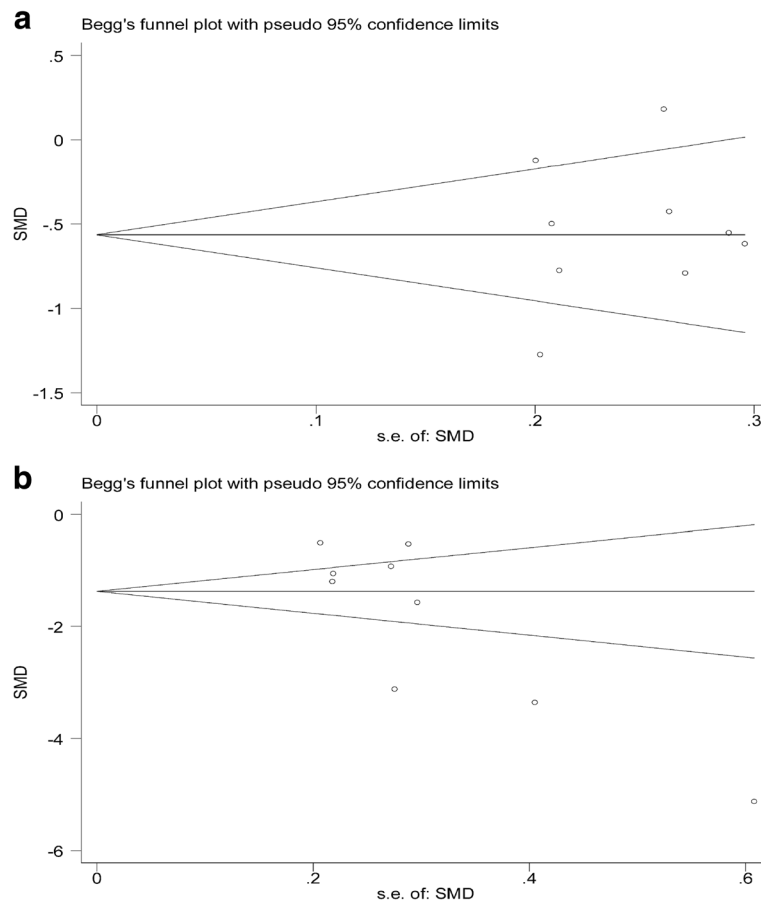 a
Begg's funnel plot with pseudo 95% confidence limits
.5
0
-.5
-1
-1.5
SMD
0 .1 .2 .3
s.e. of: SMD
b
Begg's funnel plot with pseudo 95% confidence limits
0
-2
-4
-6
SMD
0 .2 .4 .6
s.e. of: SMD